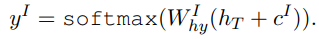 y^I = softmax(W^I_{hy}(h_T + c^I)).